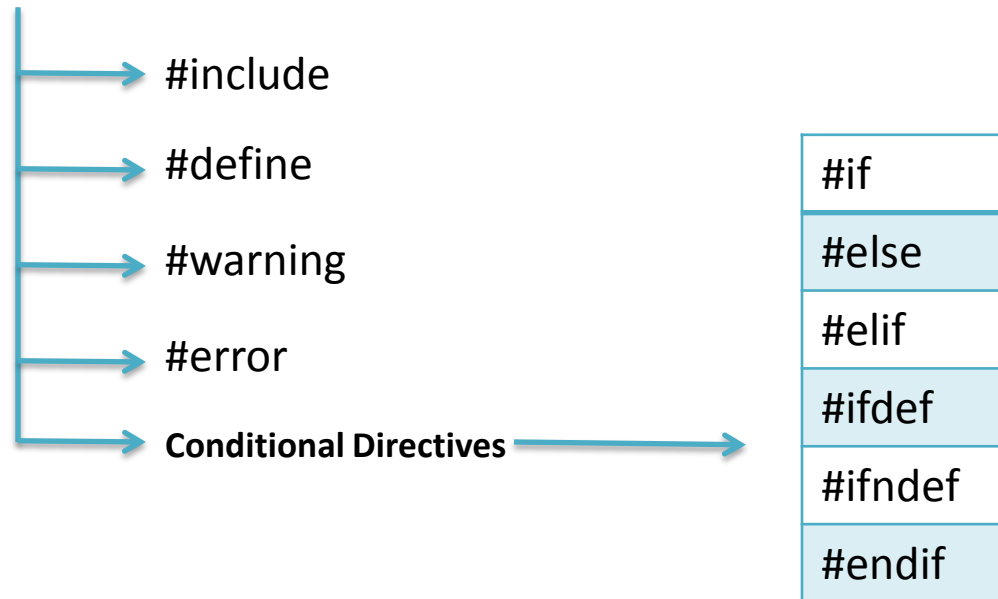 #include
#define
#warning
#error
Conditional Directives
#if
#else
#elif
#ifdef
#ifndef
#endif